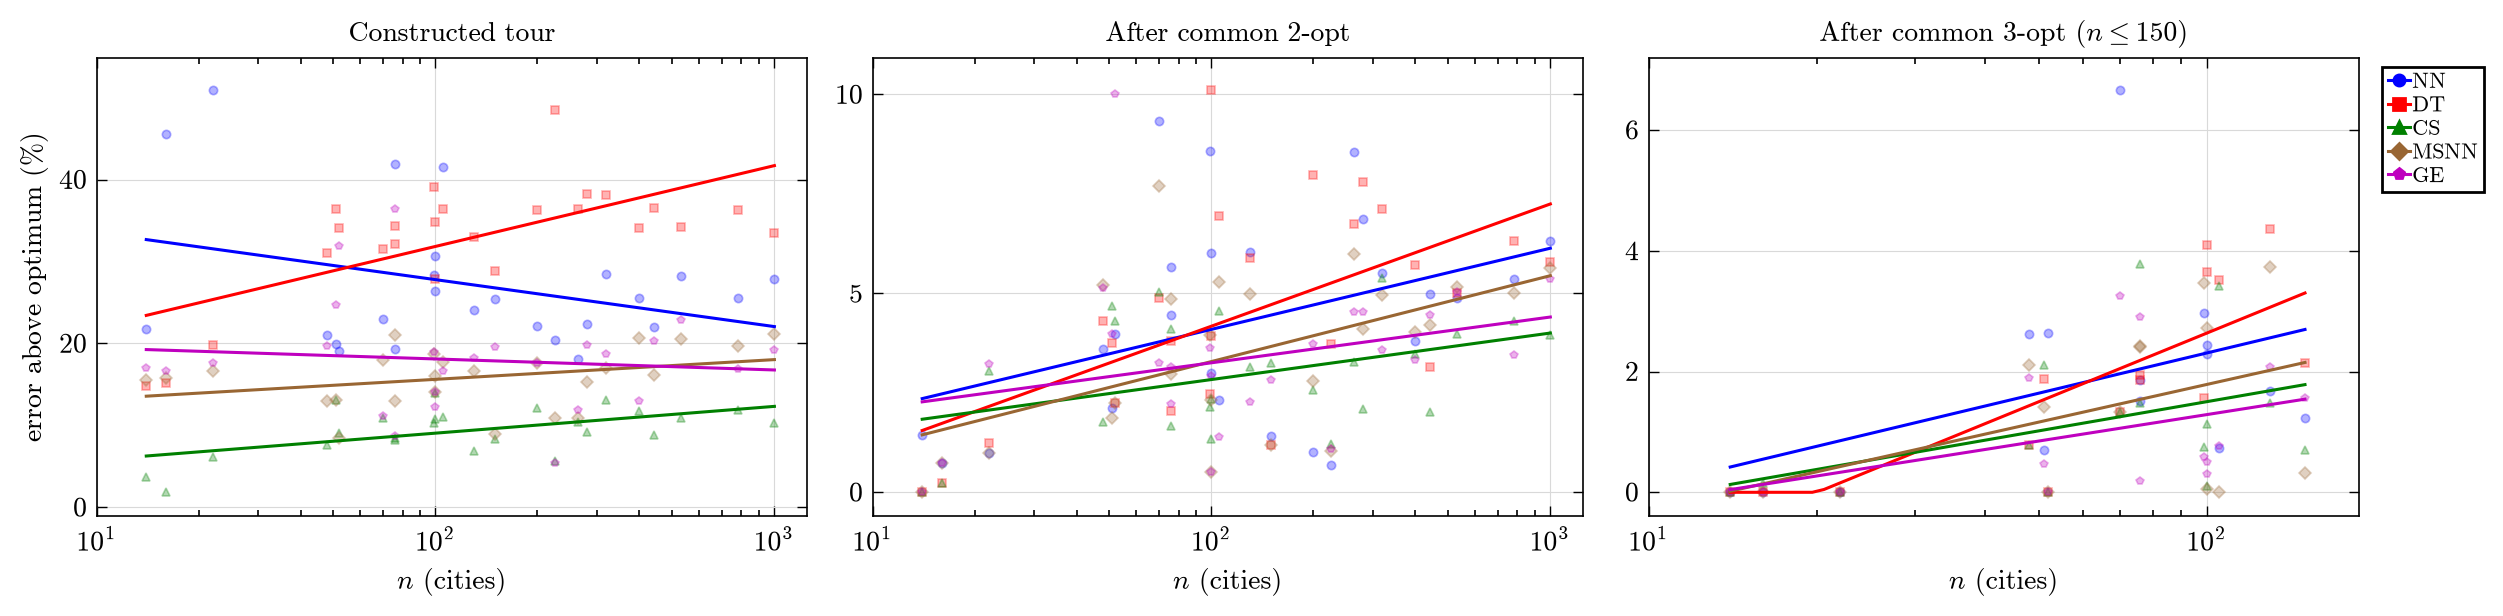 Constructed tour
After common 2-opt
After common 3-opt (n ≤ 150)
error above optimum (%)
40
20
0
10¹
10²
10³
n (cities)
10
5
0
10¹
10²
10³
n (cities)
6
4
2
0
10¹
10²
n (cities)
NN
DT
CS
MSNN
GE